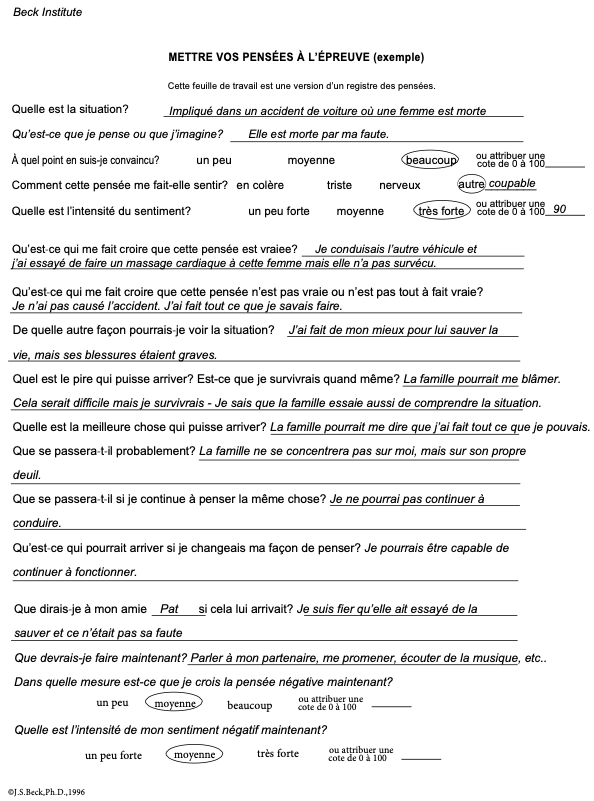 Beck Institute
METTRE VOS PENSÉES À L'ÉPREUVE (exemple)
Cette feuille de travail est une version d'un registre des pensées.
Quelle est la situation? Impliqué dans un accident de voiture où une femme est morte
Qu'est-ce que je pense ou que j'imagine? Elle est morte par ma faute.
À quel point en suis-je convaincu? un peu moyenne beaucoup ou attribuer une cote de 0 à 100
Comment cette pensée me fait-elle sentir? en colère triste nerveux autre coupable
Quelle est l'intensité du sentiment? un peu forte moyenne très forte ou attribuer une cote de 0 à 100 90
Qu'est-ce qui me fait croire que cette pensée est vraiee? Je conduisais l'autre véhicule et
j'ai essayé de faire un massage cardiaque à cette femme mais elle n'a pas survécu.
Qu'est-ce qui me fait croire que cette pensée n'est pas vraie ou n'est pas tout à fait vraie?
Je n'ai pas causé l'accident. J'ai fait tout ce que je savais faire.
De quelle autre façon pourrais-je voir la situation? J'ai fait de mon mieux pour lui sauver la
vie, mais ses blessures étaient graves.
Quel est le pire qui puisse arriver? Est-ce que je survivrais quand même? La famille pourrait me blâmer.
Cela serait difficile mais je survivrais - Je sais que la famille essaie aussi de comprendre la situation.
Quelle est la meilleure chose qui puisse arriver? La famille pourrait me dire que j'ai fait tout ce que je pouvais.
Que se passera-t-il probablement? La famille ne se concentrera pas sur moi, mais sur son propre
deuil.
Que se passera-t-il si je continue à penser la même chose? Je ne pourrai pas continuer à
conduire.
Qu'est-ce qui pourrait arriver si je changeais ma façon de penser? Je pourrais être capable de
continuer à fonctionner.
Que dirais-je à mon amie Pat si cela lui arrivait? Je suis fier qu'elle ait essayé de la
sauver et ce n'était pas sa faute
Que devrais-je faire maintenant? Parler à mon partenaire, me promener, écouter de la musique, etc..
Dans quelle mesure est-ce que je crois la pensée négative maintenant?
un peu moyenne beaucoup ou attribuer une cote de 0 à 100
Quelle est l'intensité de mon sentiment négatif maintenant?
un peu forte moyenne très forte ou attribuer une cote de 0 à 100
©J.S.Beck,Ph.D.,1996